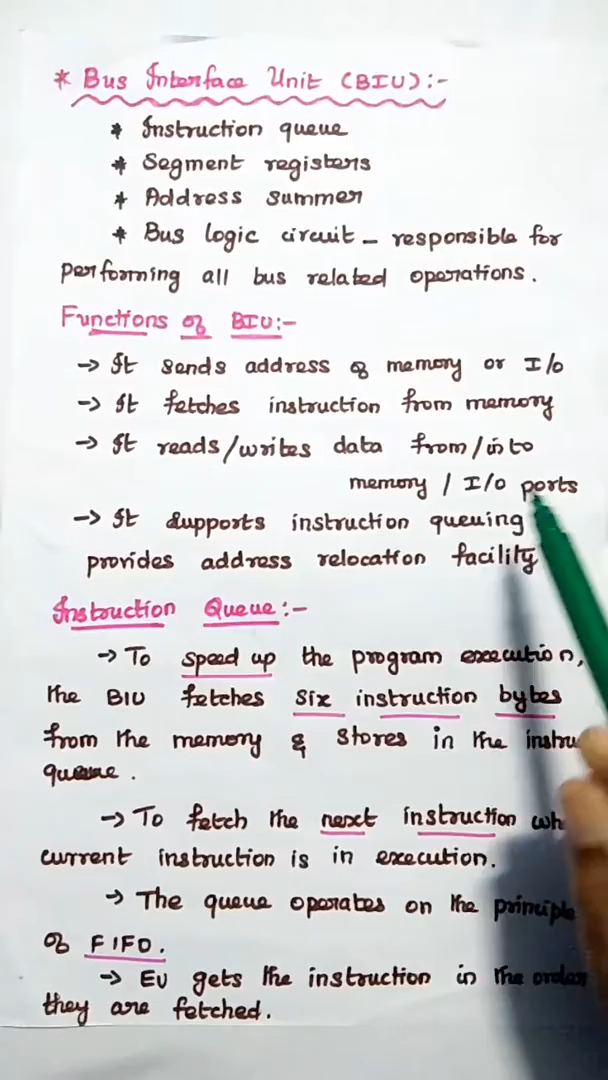 * Bus Interface Unit (BIU):-
* Instruction queue
* Segment registers
* Address summer
* Bus logic circuit - responsible for
performing all bus related operations.
Functions of BIU:-
-> It sends address of memory or I/o
-> It fetches instruction from memory
-> It reads/writes data from/into
memory / I/o ports
-> It supports instruction queuing
provides address relocation facility
Instruction Queue:-
-> To speed up the program execution,
the BIU fetches six instruction bytes
from the memory & stores in the
queue.
-> To fetch the next instruction
current instruction is in execution.
-> The queue operates on the principle
of FIFO.
-> EU gets the instruction in the order
they are fetched.